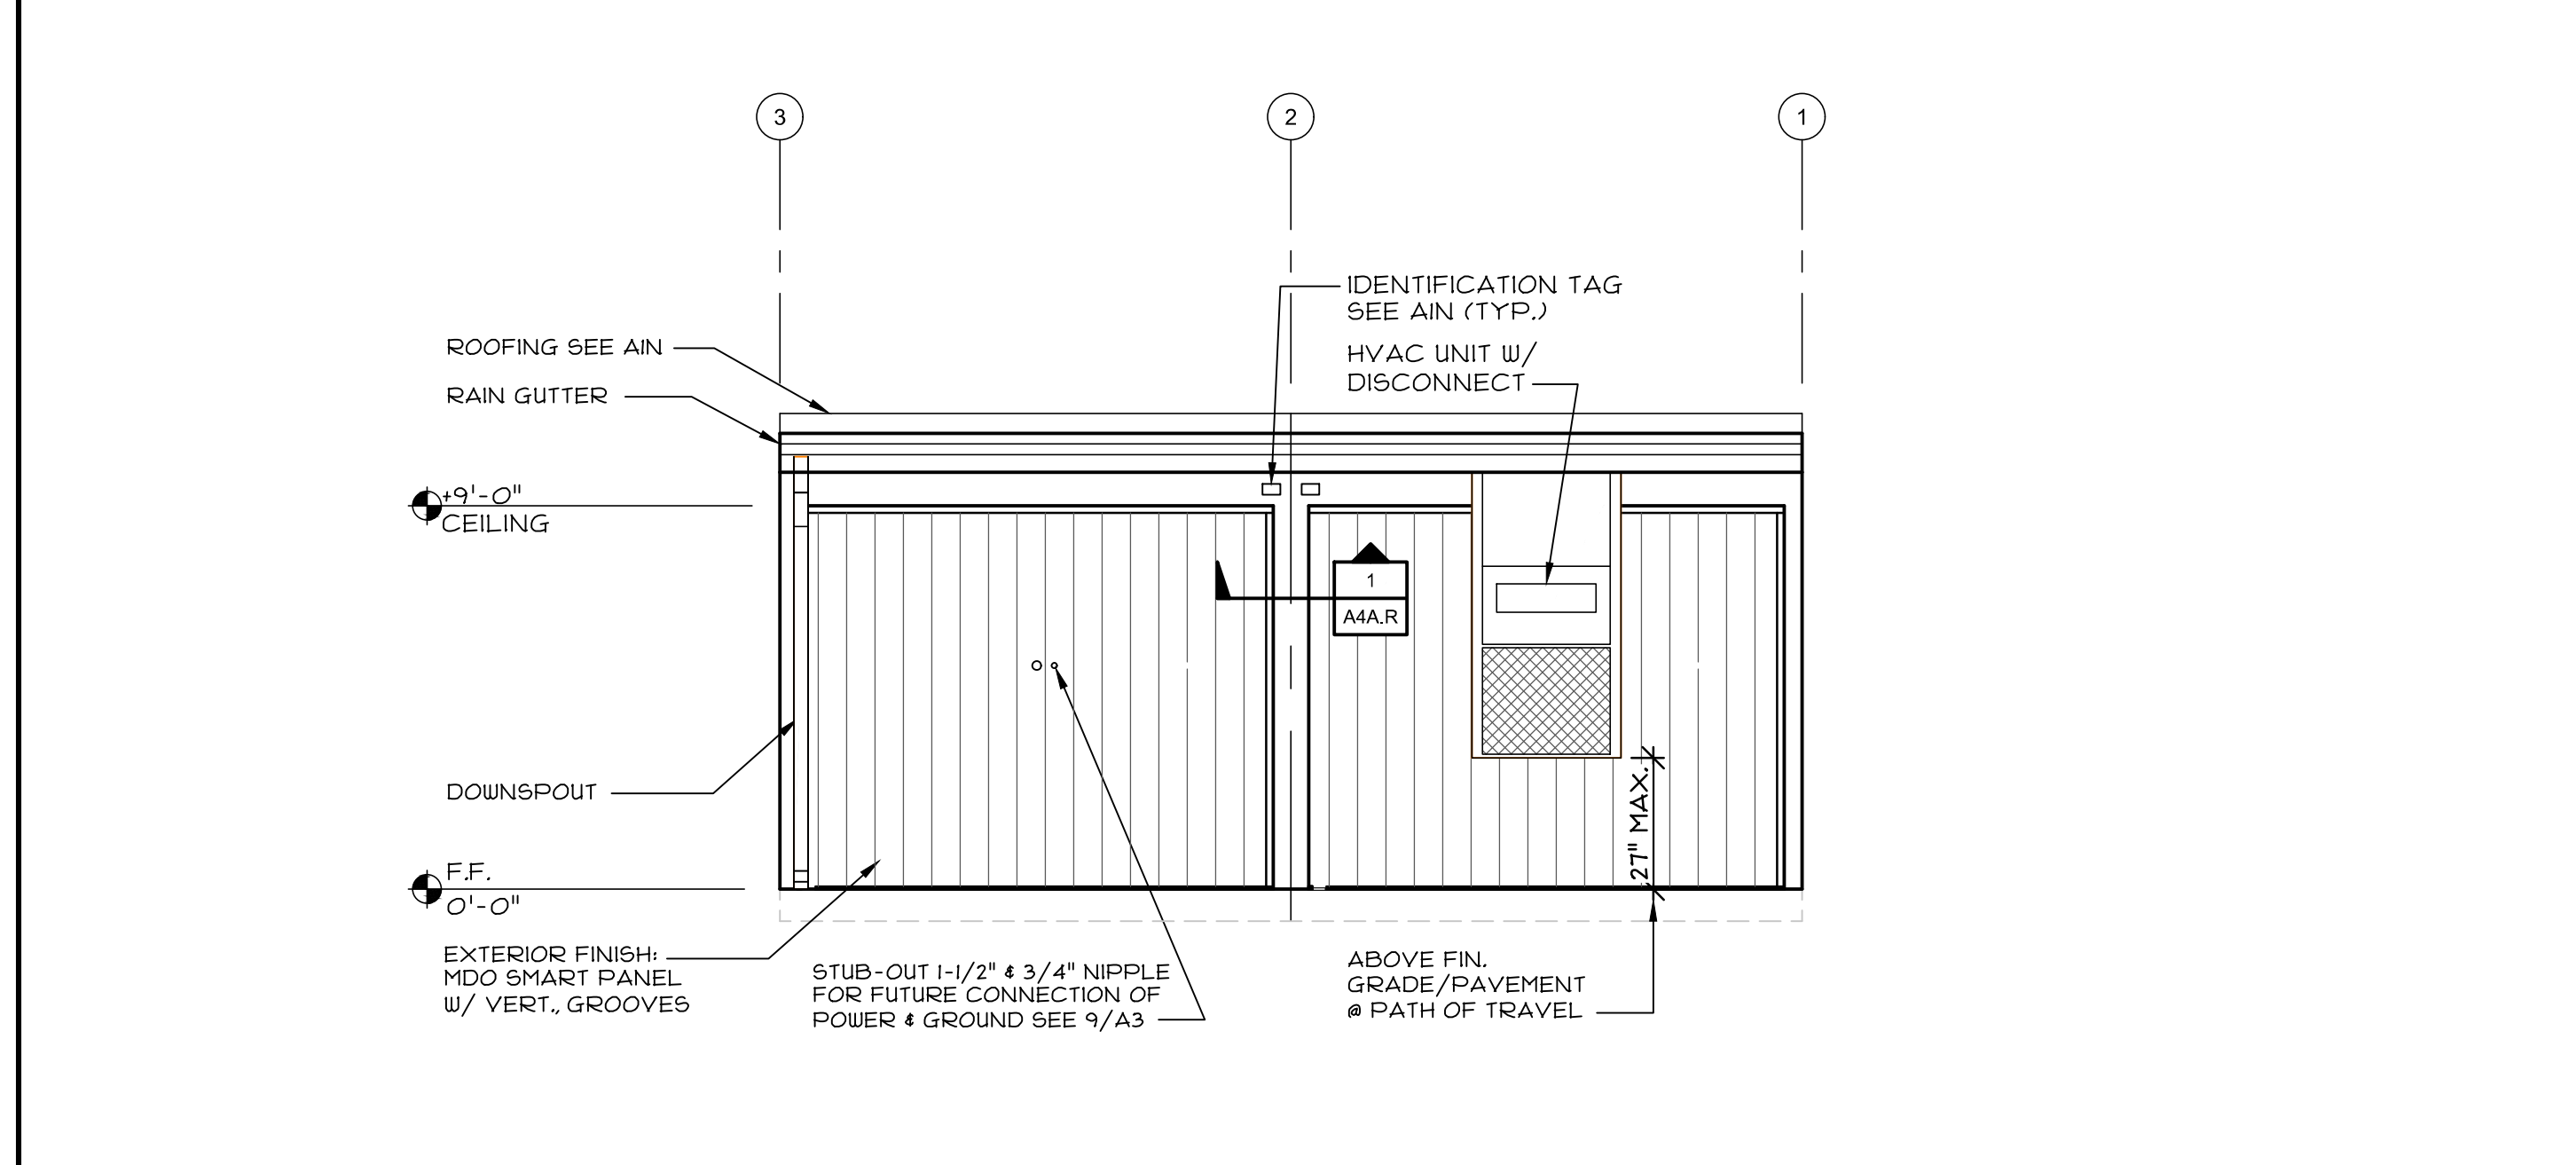 3
2
1
IDENTIFICATION TAG
SEE AIN (TYP.)
ROOFING SEE AIN
HVAC UNIT W/
DISCONNECT
RAIN GUTTER
+9'-0"
CEILING
1
A4A.R
DOWNSPOUT
27" MAX.
F.F.
0'-0"
EXTERIOR FINISH:
MDO SMART PANEL
W/ VERT., GROOVES
STUB-OUT 1-1/2" & 3/4" NIPPLE
FOR FUTURE CONNECTION OF
POWER & GROUND SEE 9/A3
ABOVE FIN.
GRADE/PAVEMENT
@ PATH OF TRAVEL